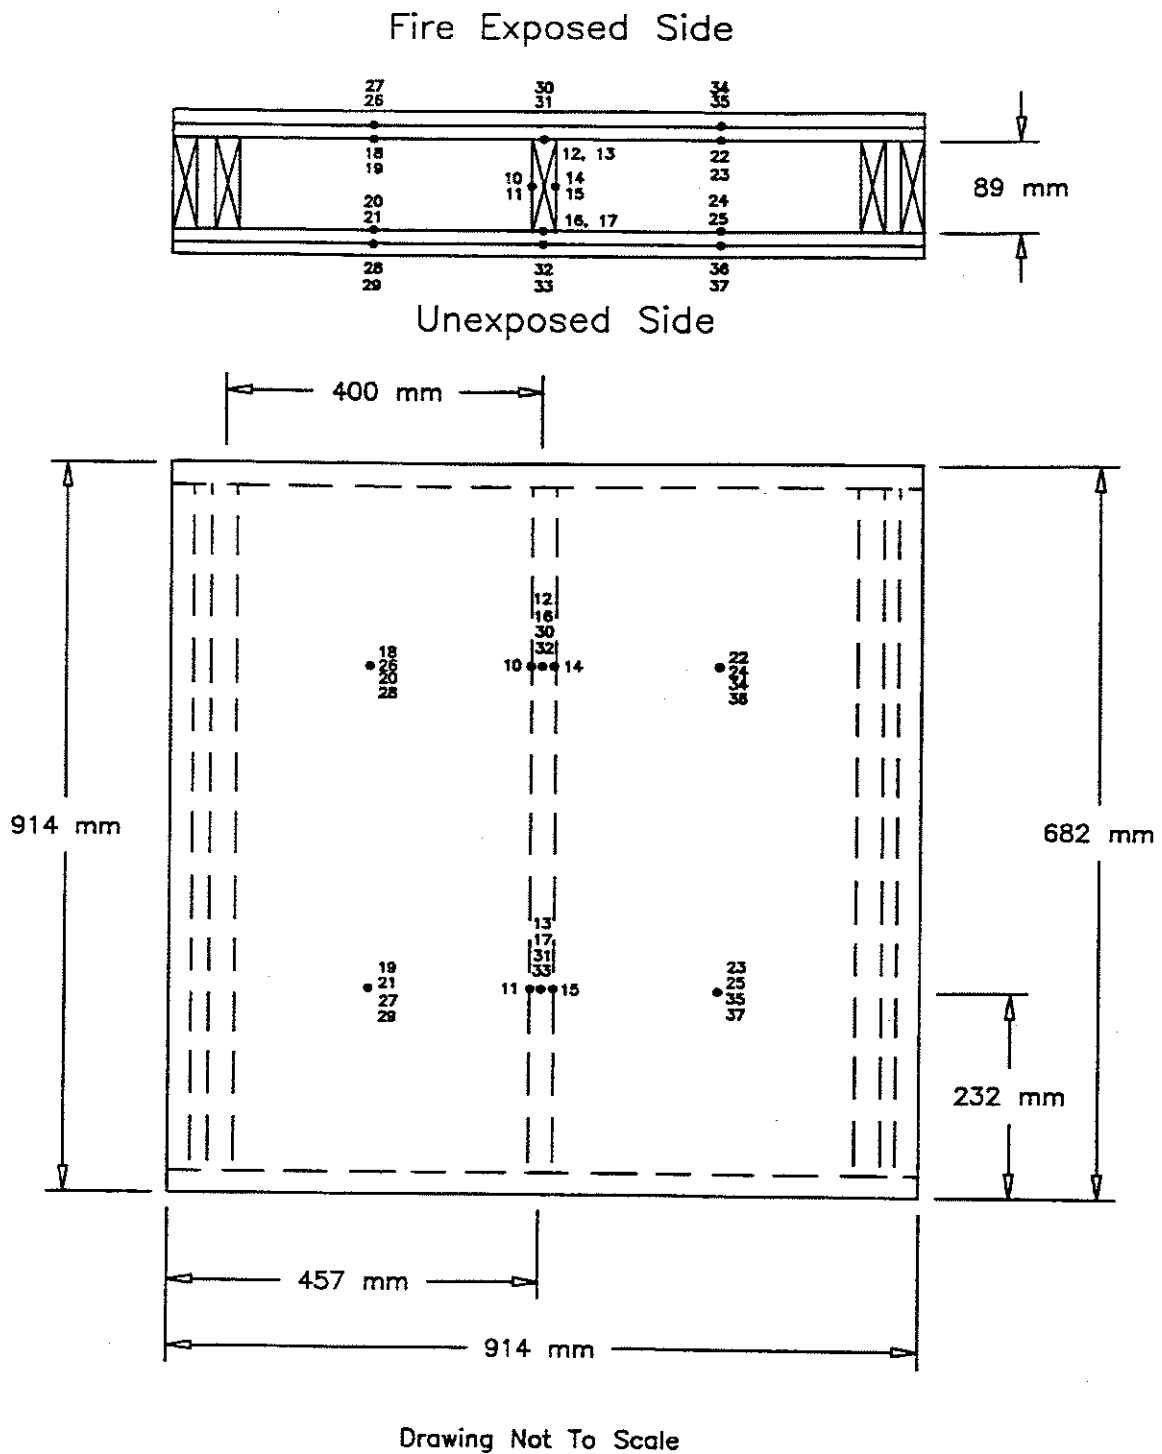 Fire Exposed Side
27 30 34
26 31 35
18 12, 13 22
19 23
10 14
11 15
20 24
21 16, 17 25
28 32 36
29 33 37
89 mm
Unexposed Side
400 mm
12
16
30
32
18
26
20
28
10 14
22
24
34
36
914 mm
682 mm
13
17
31
33
19
21
27
29
11 15
23
25
35
37
232 mm
457 mm
914 mm
Drawing Not To Scale